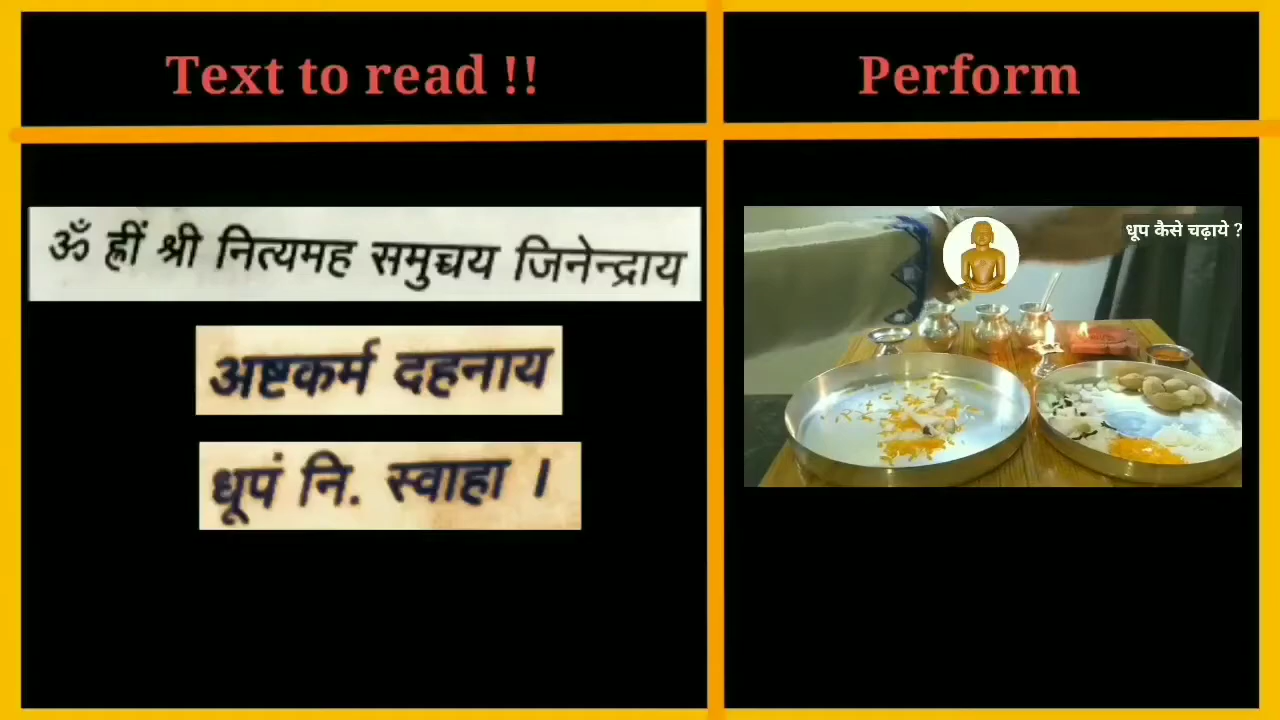 Text to read !!
Perform
ॐ ह्रीं श्री नित्यमह समुच्चय जिनेन्द्राय
अष्टकर्म दहनाय
धूपं नि. स्वाहा ।
धूप कैसे चढ़ाये ?